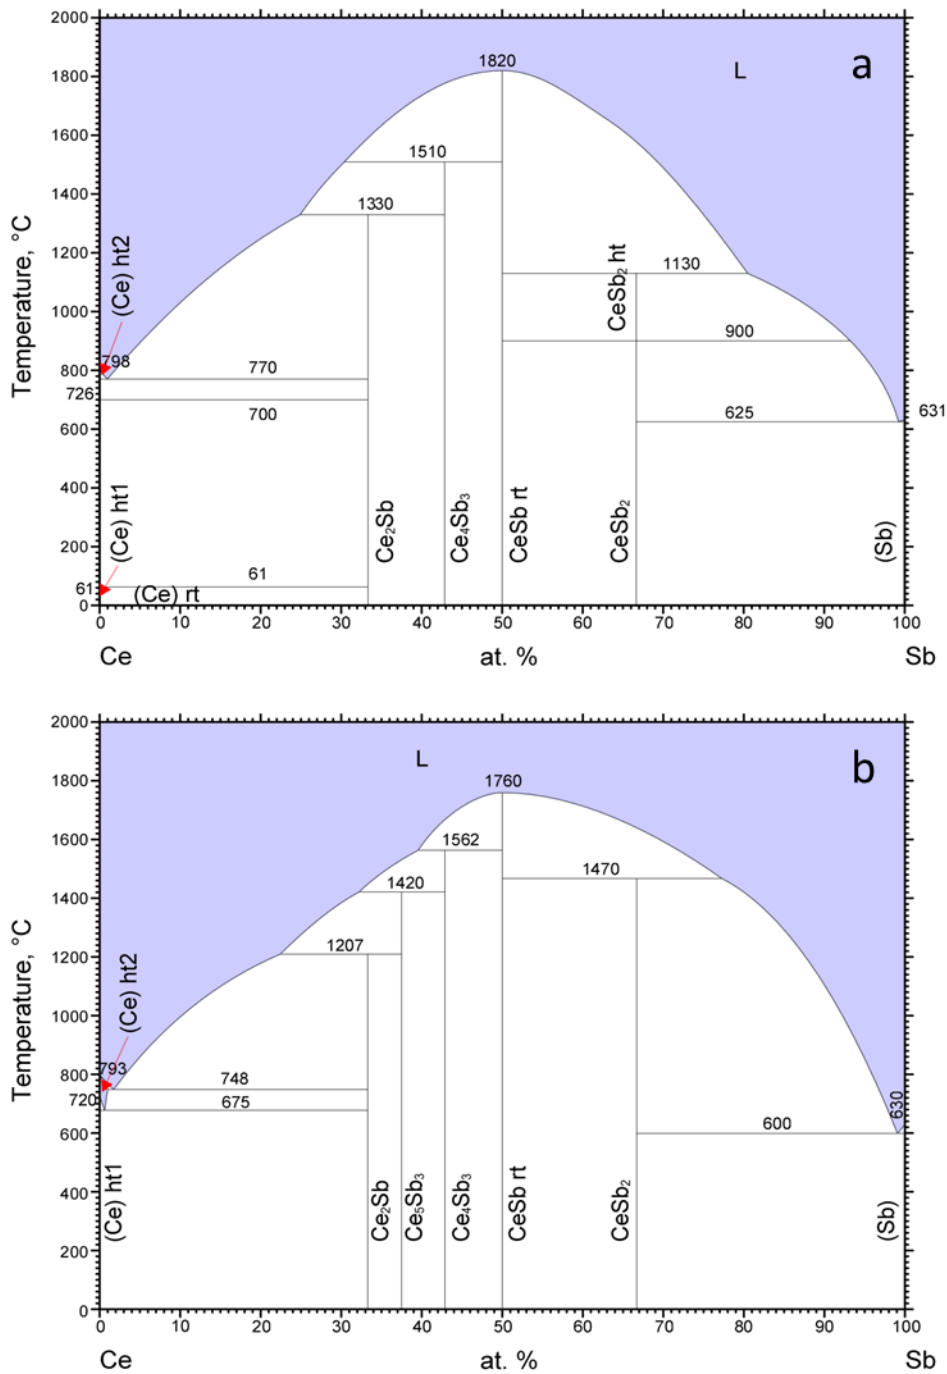 2000
1800
1600
1400
1200
1000
800
600
400
200
0
Temperature, °C
a
L
1820
1510
1330
1130
900
770
700
625
61
798
726
61
631
(Ce) ht2
(Ce) ht1
(Ce) rt
Ce₂Sb
Ce₄Sb₃
CeSb rt
CeSb₂ ht
CeSb₂
(Sb)
0 10 20 30 40 50 60 70 80 90 100
Ce at. % Sb
2000
1800
1600
1400
1200
1000
800
600
400
200
0
Temperature, °C
b
L
1760
1562
1470
1420
1207
793
748
720
675
600
630
(Ce) ht2
(Ce) ht1
Ce₂Sb
Ce₅Sb₃
Ce₄Sb₃
CeSb rt
CeSb₂
(Sb)
0 10 20 30 40 50 60 70 80 90 100
Ce at. % Sb